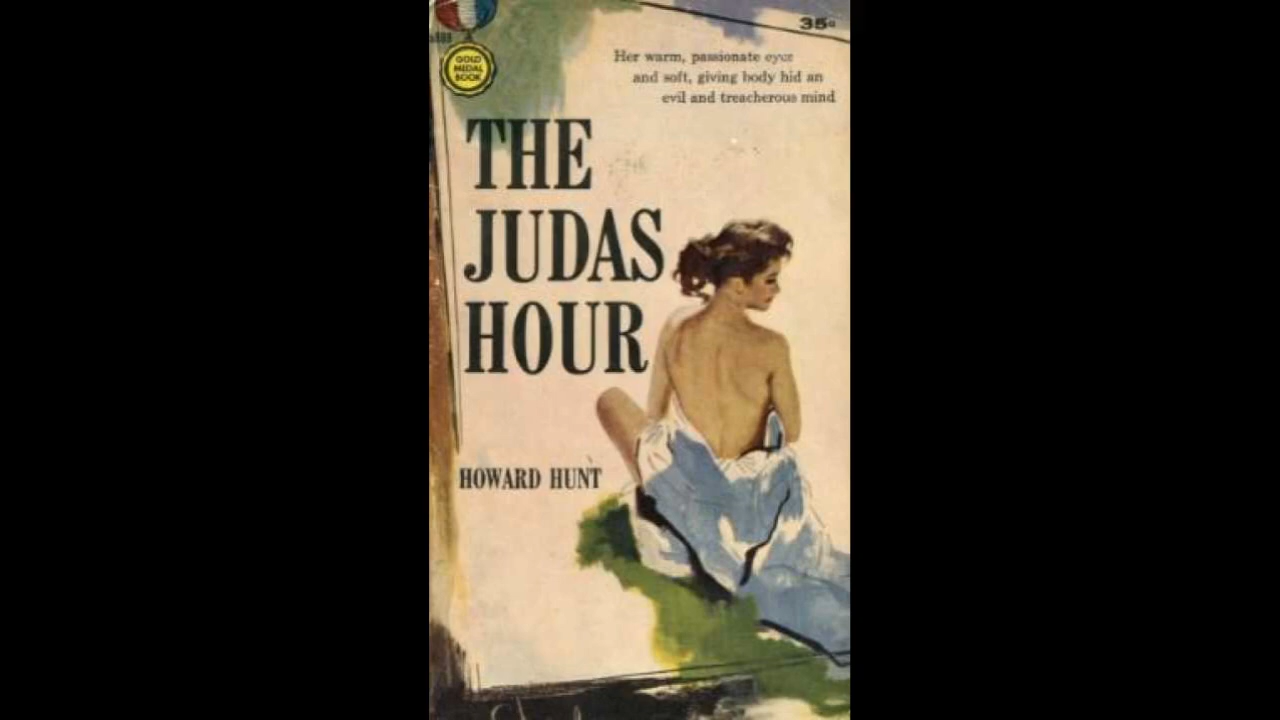 35¢
GOLD
MEDAL
BOOK
Her warm, passionate eyes
and soft, giving body hid an
evil and treacherous mind
THE
JUDAS
HOUR
HOWARD HUNT